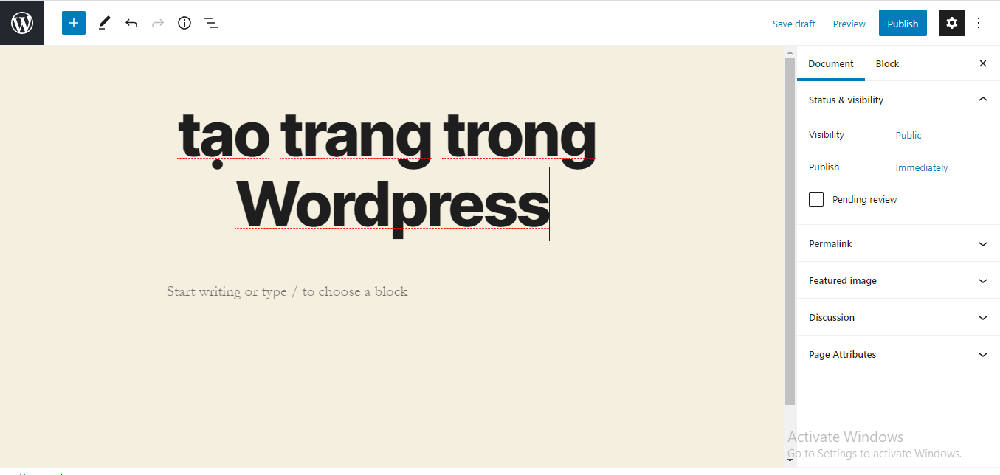 Save draft Preview Publish
Document Block
tạo trang trong
Wordpress
Start writing or type / to choose a block
Status & visibility
Visibility Public
Publish Immediately
Pending review
Permalink
Featured image
Discussion
Page Attributes
Activate Windows
Go to Settings to activate Windows.